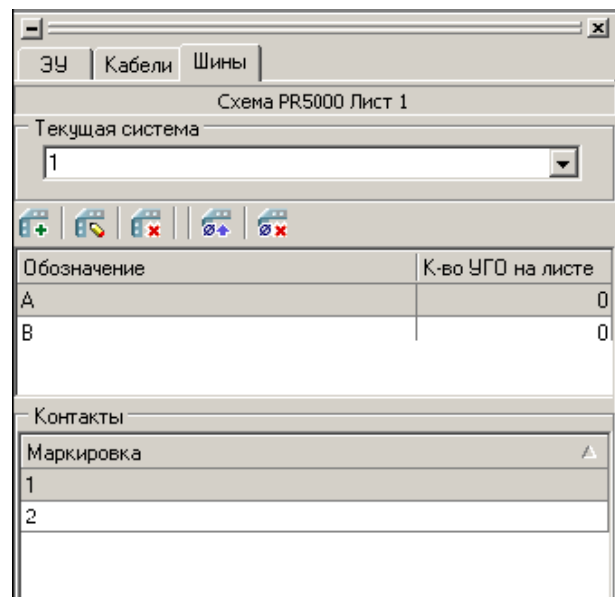 ЭУ Кабели Шины
Схема PR5000 Лист 1
Текущая система
1
Обозначение К-во УГО на листе
А 0
В 0
Контакты
Маркировка
1
2